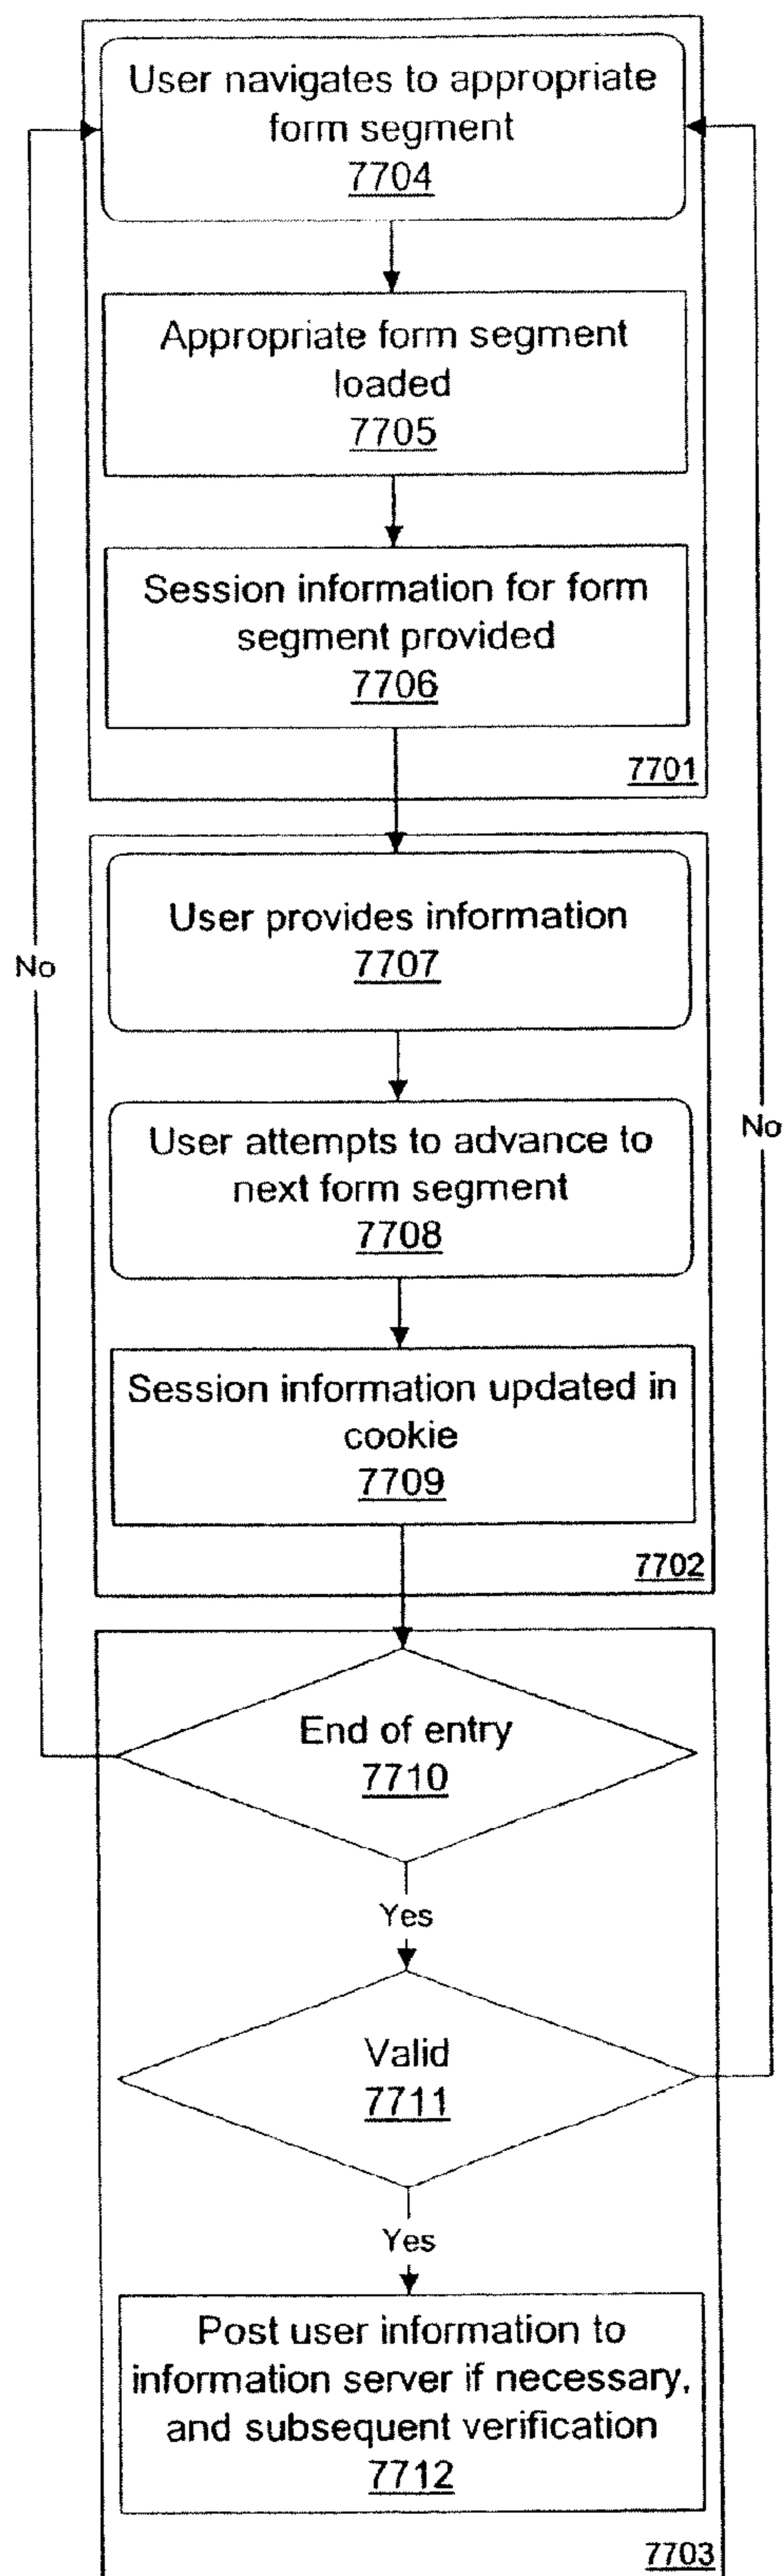 User navigates to appropriate
form segment
7704
Appropriate form segment
loaded
7705
Session information for form
segment provided
7706
7701
User provides information
7707
No
User attempts to advance to
next form segment
7708
No
Session information updated in
cookie
7709
7702
End of entry
7710
Yes
Valid
7711
Yes
Post user information to
information server if necessary,
and subsequent verification
7712
7703